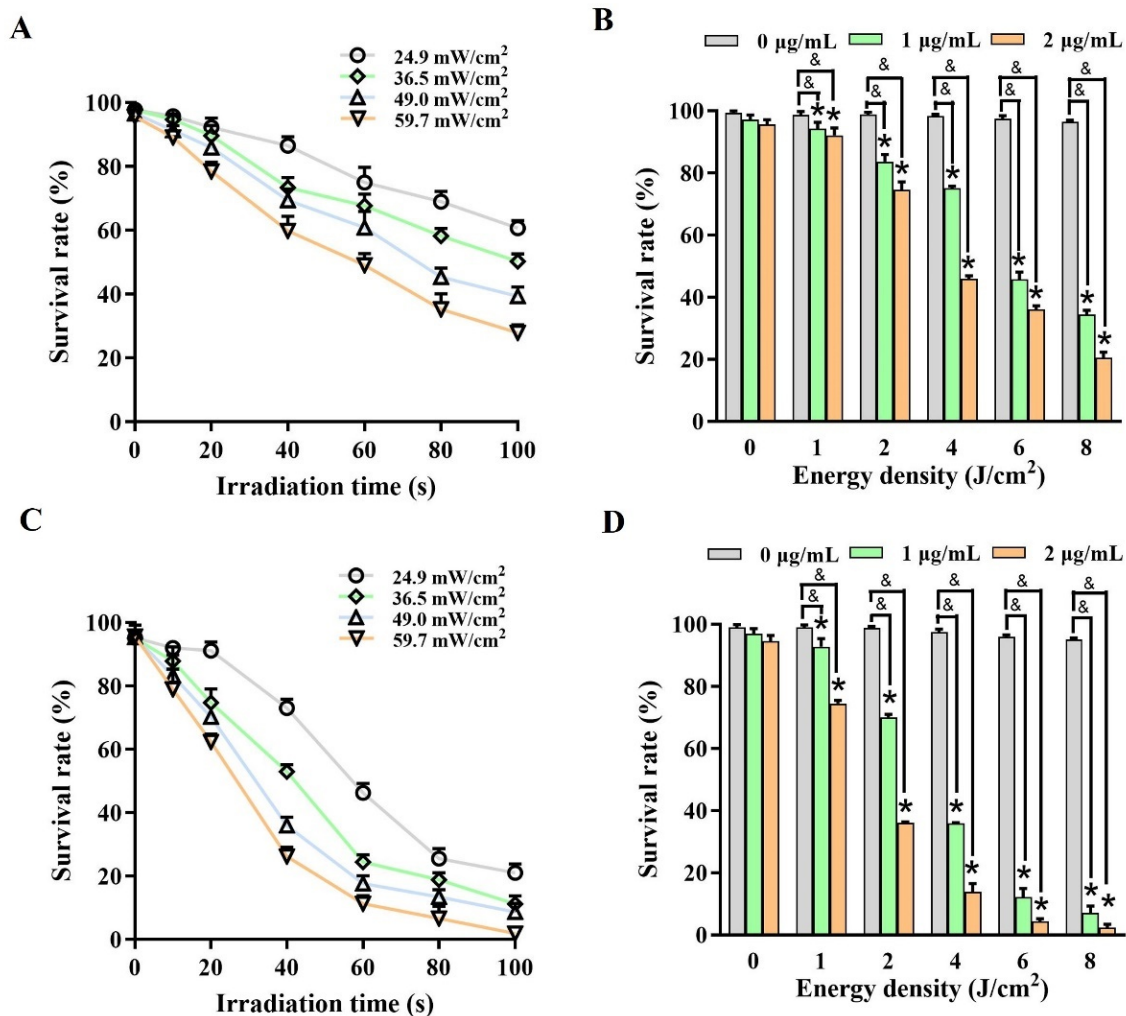 A
24.9 mW/cm²
36.5 mW/cm²
49.0 mW/cm²
59.7 mW/cm²
Survival rate (%)
100
80
60
40
20
0
0 20 40 60 80 100
Irradiation time (s)
B
0 μg/mL 1 μg/mL 2 μg/mL
& & & & &
& & & & &
* * * * * * * * * *
Survival rate (%)
100
80
60
40
20
0
0 1 2 4 6 8
Energy density (J/cm²)
C
24.9 mW/cm²
36.5 mW/cm²
49.0 mW/cm²
59.7 mW/cm²
Survival rate (%)
100
80
60
40
20
0
0 20 40 60 80 100
Irradiation time (s)
D
0 μg/mL 1 μg/mL 2 μg/mL
& & & & &
& & & & &
* * * * * * * * * *
Survival rate (%)
100
80
60
40
20
0
0 1 2 4 6 8
Energy density (J/cm²)